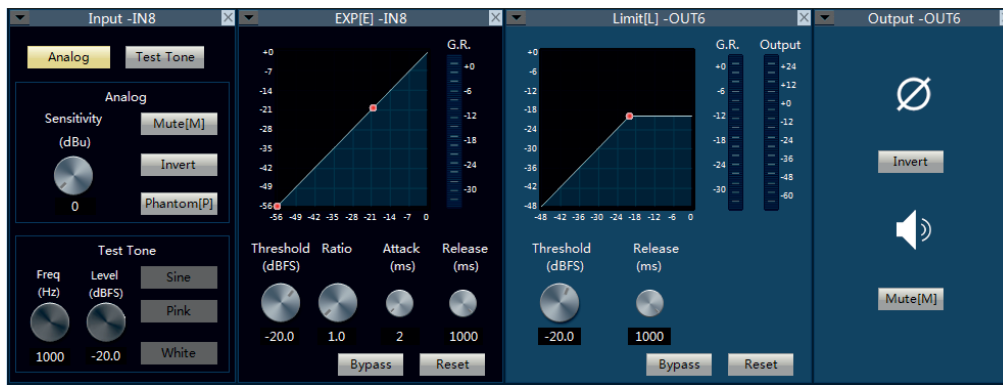 Input -IN8
Analog
Test Tone
Analog
Sensitivity
(dBu)
0
Mute[M]
Invert
Phantom[P]
Test Tone
Freq
(Hz)
1000
Level
(dBFS)
-20.0
Sine
Pink
White
EXP[E] -IN8
+0
-7
-14
-21
-28
-35
-42
-49
-56
-56 -42 -35 -28 -21 -14 -7 0
G.R.
+0
-6
-12
-18
-24
-30
Threshold
(dBFS)
-20.0
Ratio
1.0
Attack
(ms)
2
Release
(ms)
1000
Bypass
Reset
Limit[L] -OUT6
+0
-6
-12
-18
-24
-30
-36
-42
-48
-48 -42 -36 -30 -24 -18 -12 -6 +0
G.R.
+0
-6
-12
-18
-24
-30
Output
+24
+12
+0
-12
-24
-36
-48
-60
Threshold
(dBFS)
-20.0
Release
(ms)
1000
Bypass
Reset
Output -OUT6
Invert
Mute[M]